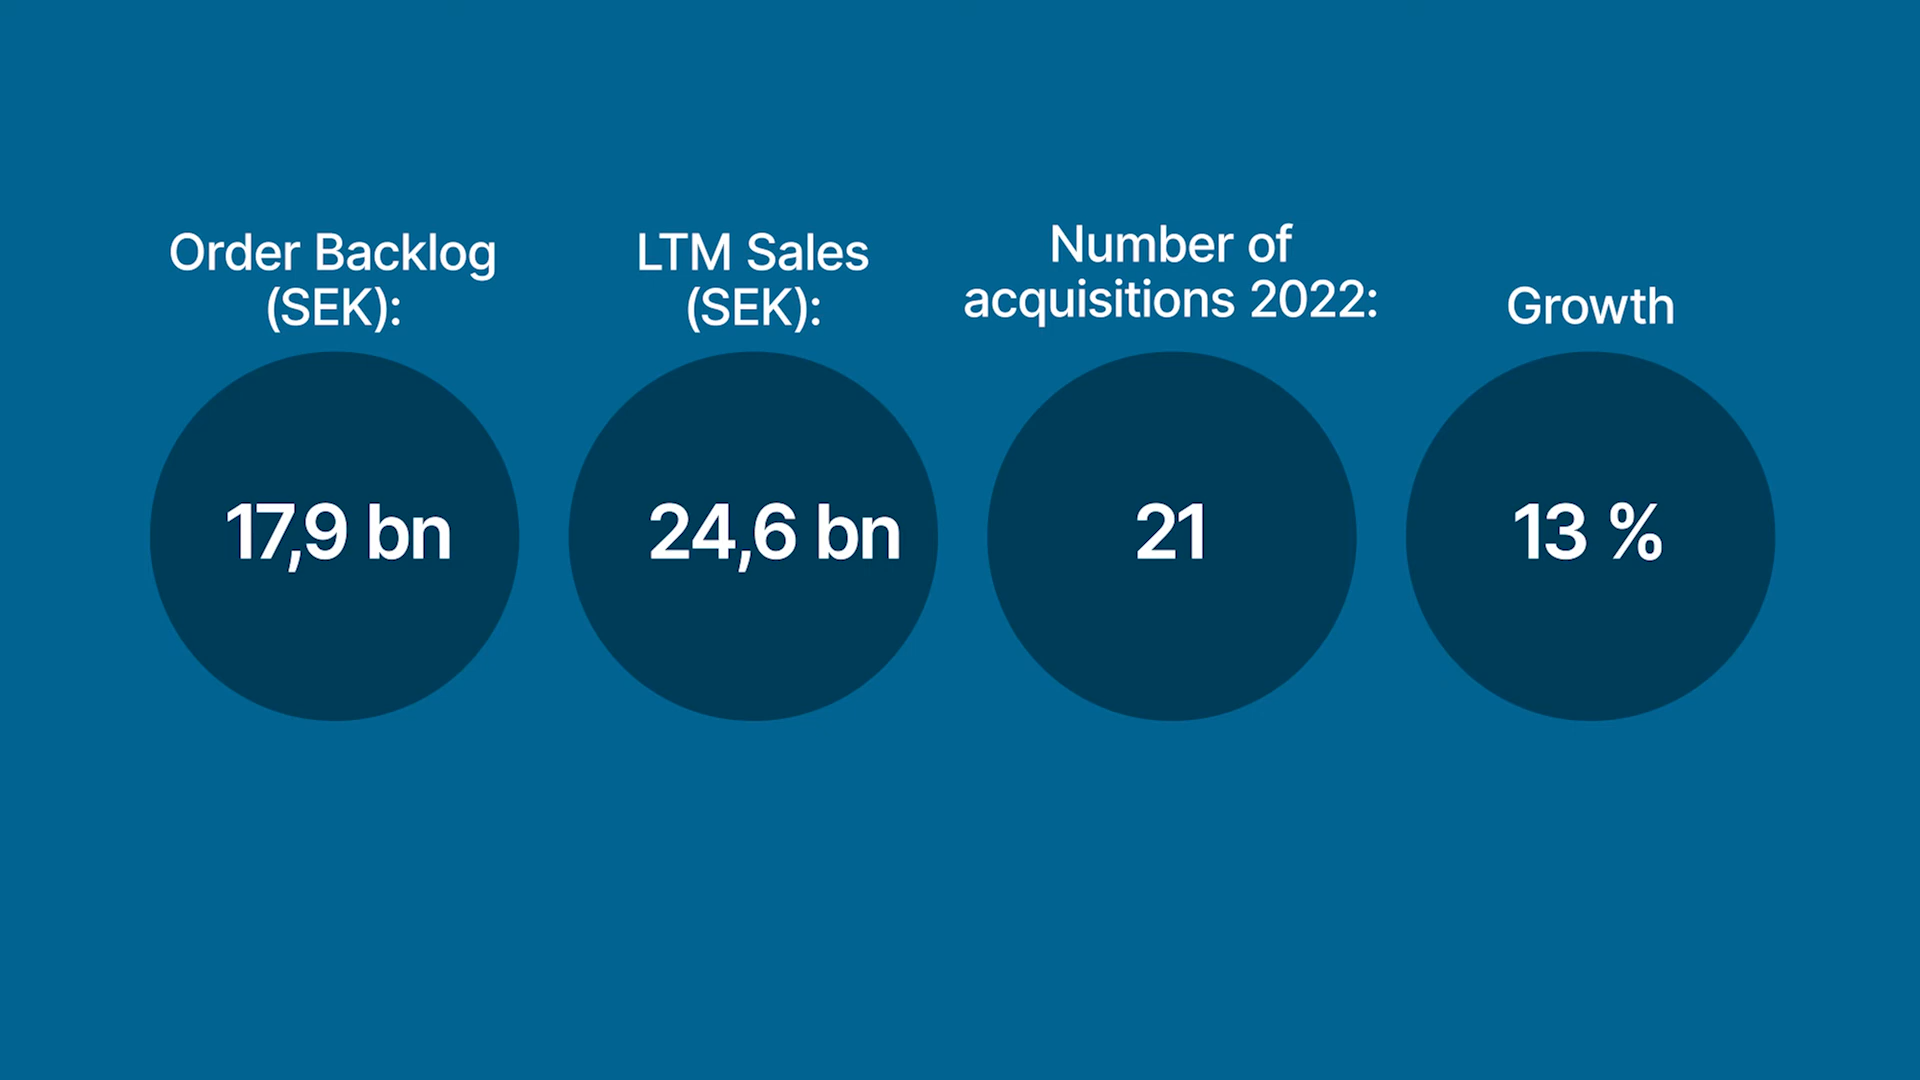 Order Backlog
(SEK):
17,9 bn
LTM Sales
(SEK):
24,6 bn
Number of
acquisitions 2022:
21
Growth
13 %